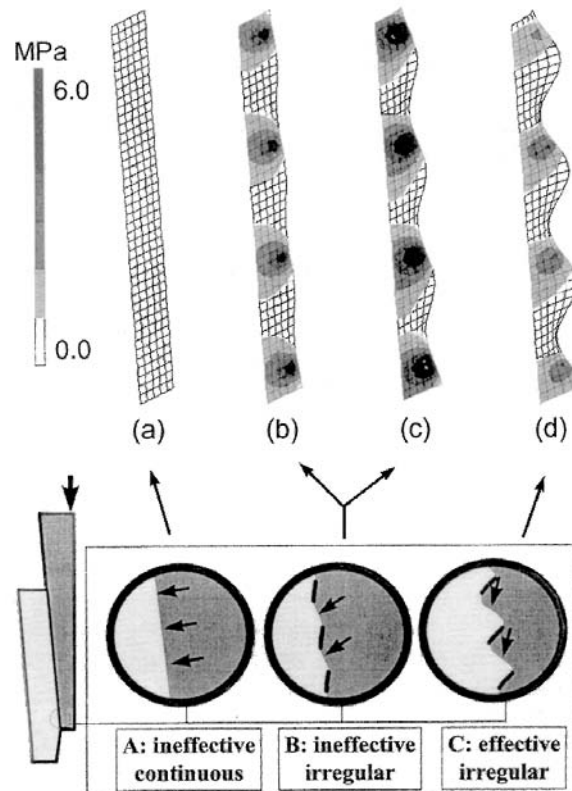 MPa
6.0
0.0
(a)
(b)
(c)
(d)
A: ineffective
continuous
B: ineffective
irregular
C: effective
irregular